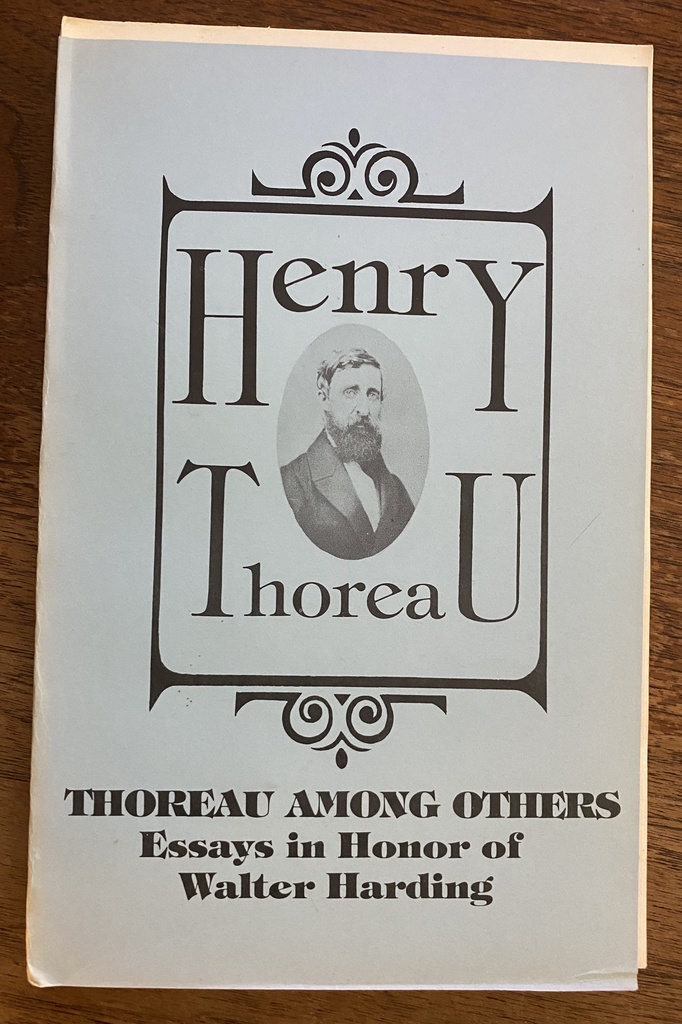 HenrY
ThoreaU
THOREAU AMONG OTHERS
Essays in Honor of
Walter Harding